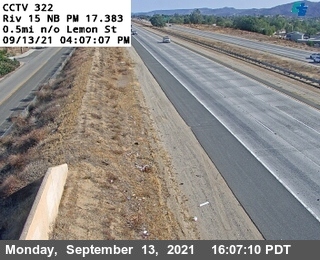 CCTV 322
Riv 15 NB PM 17.383
0.5mi n/o Lemon St
09/13/21 04:07:07 PM
Monday, September 13, 2021 16:07:10 PDT